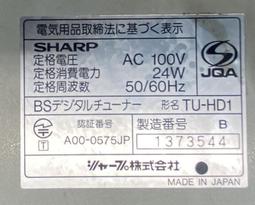 電気用品取締法に基づく表示
SHARP
定格電圧 AC 100V
定格消費電力 24W
定格周波数 50/60Hz
JQA
BSデジタルチューナー 形名 TU-HD1
認証番号 製造番号 B
A00-0575JP 1373544
シャープ株式会社
MADE IN JAPAN